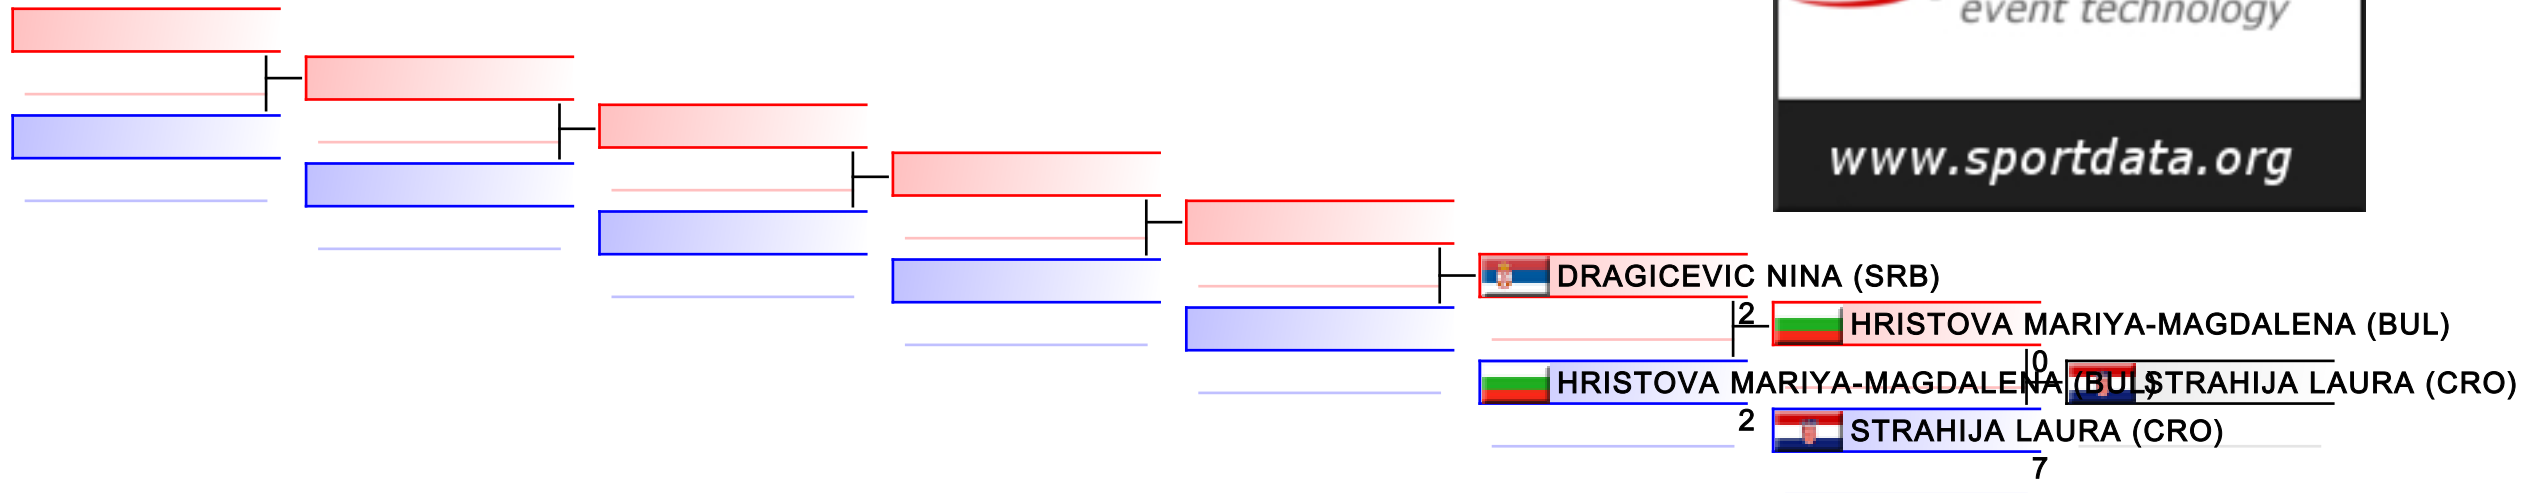 event technology
www.sportdata.org
DRAGICEVIC NINA (SRB)
2
HRISTOVA MARIYA-MAGDALENA (BUL)
0
HRISTOVA MARIYA-MAGDALENA (BUL)
STRAHIJA LAURA (CRO)
2
STRAHIJA LAURA (CRO)
7